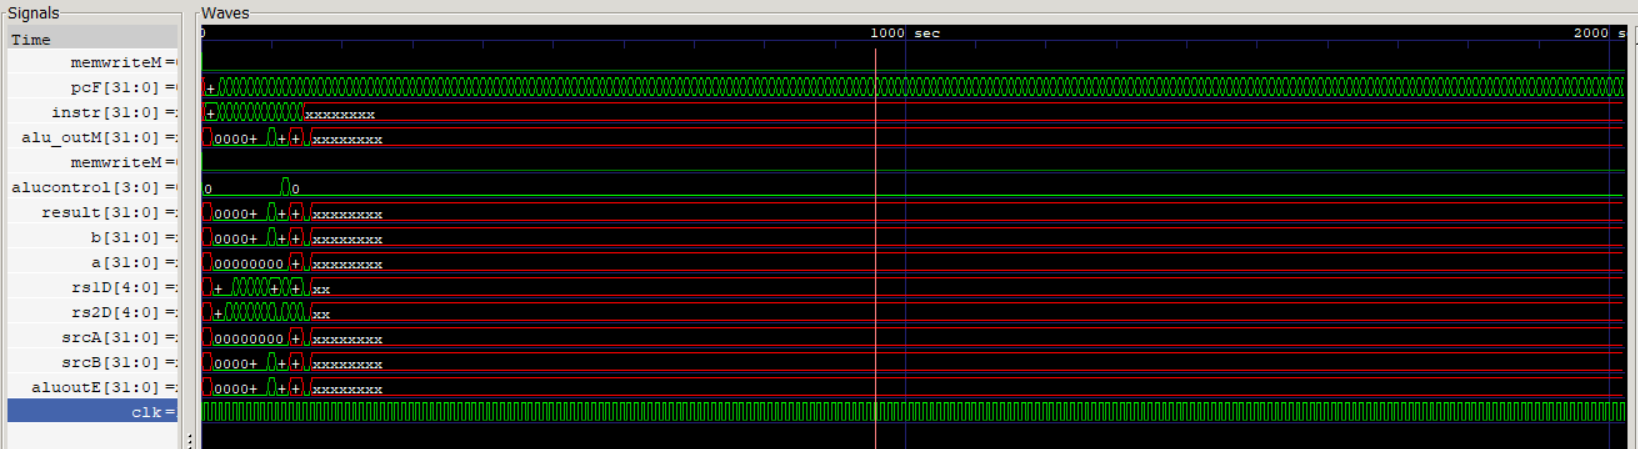 Signals
Waves
Time
0
1000 sec
2000 s
memwriteM =
pcF[31:0] =
+
instr[31:0] =
+ xxxxxxxx
alu_outM[31:0] =
0000+ + + xxxxxxxx
memwriteM =
alucontrol[3:0] =
0 0
result[31:0] =
0000+ + + xxxxxxxx
b[31:0] =
0000+ + + xxxxxxxx
a[31:0] =
00000000 + xxxxxxxx
rs1D[4:0] =
+ + + xx
rs2D[4:0] =
+ xx
srcA[31:0] =
00000000 + xxxxxxxx
srcB[31:0] =
0000+ + + xxxxxxxx
aluoutE[31:0] =
0000+ + + xxxxxxxx
clk =